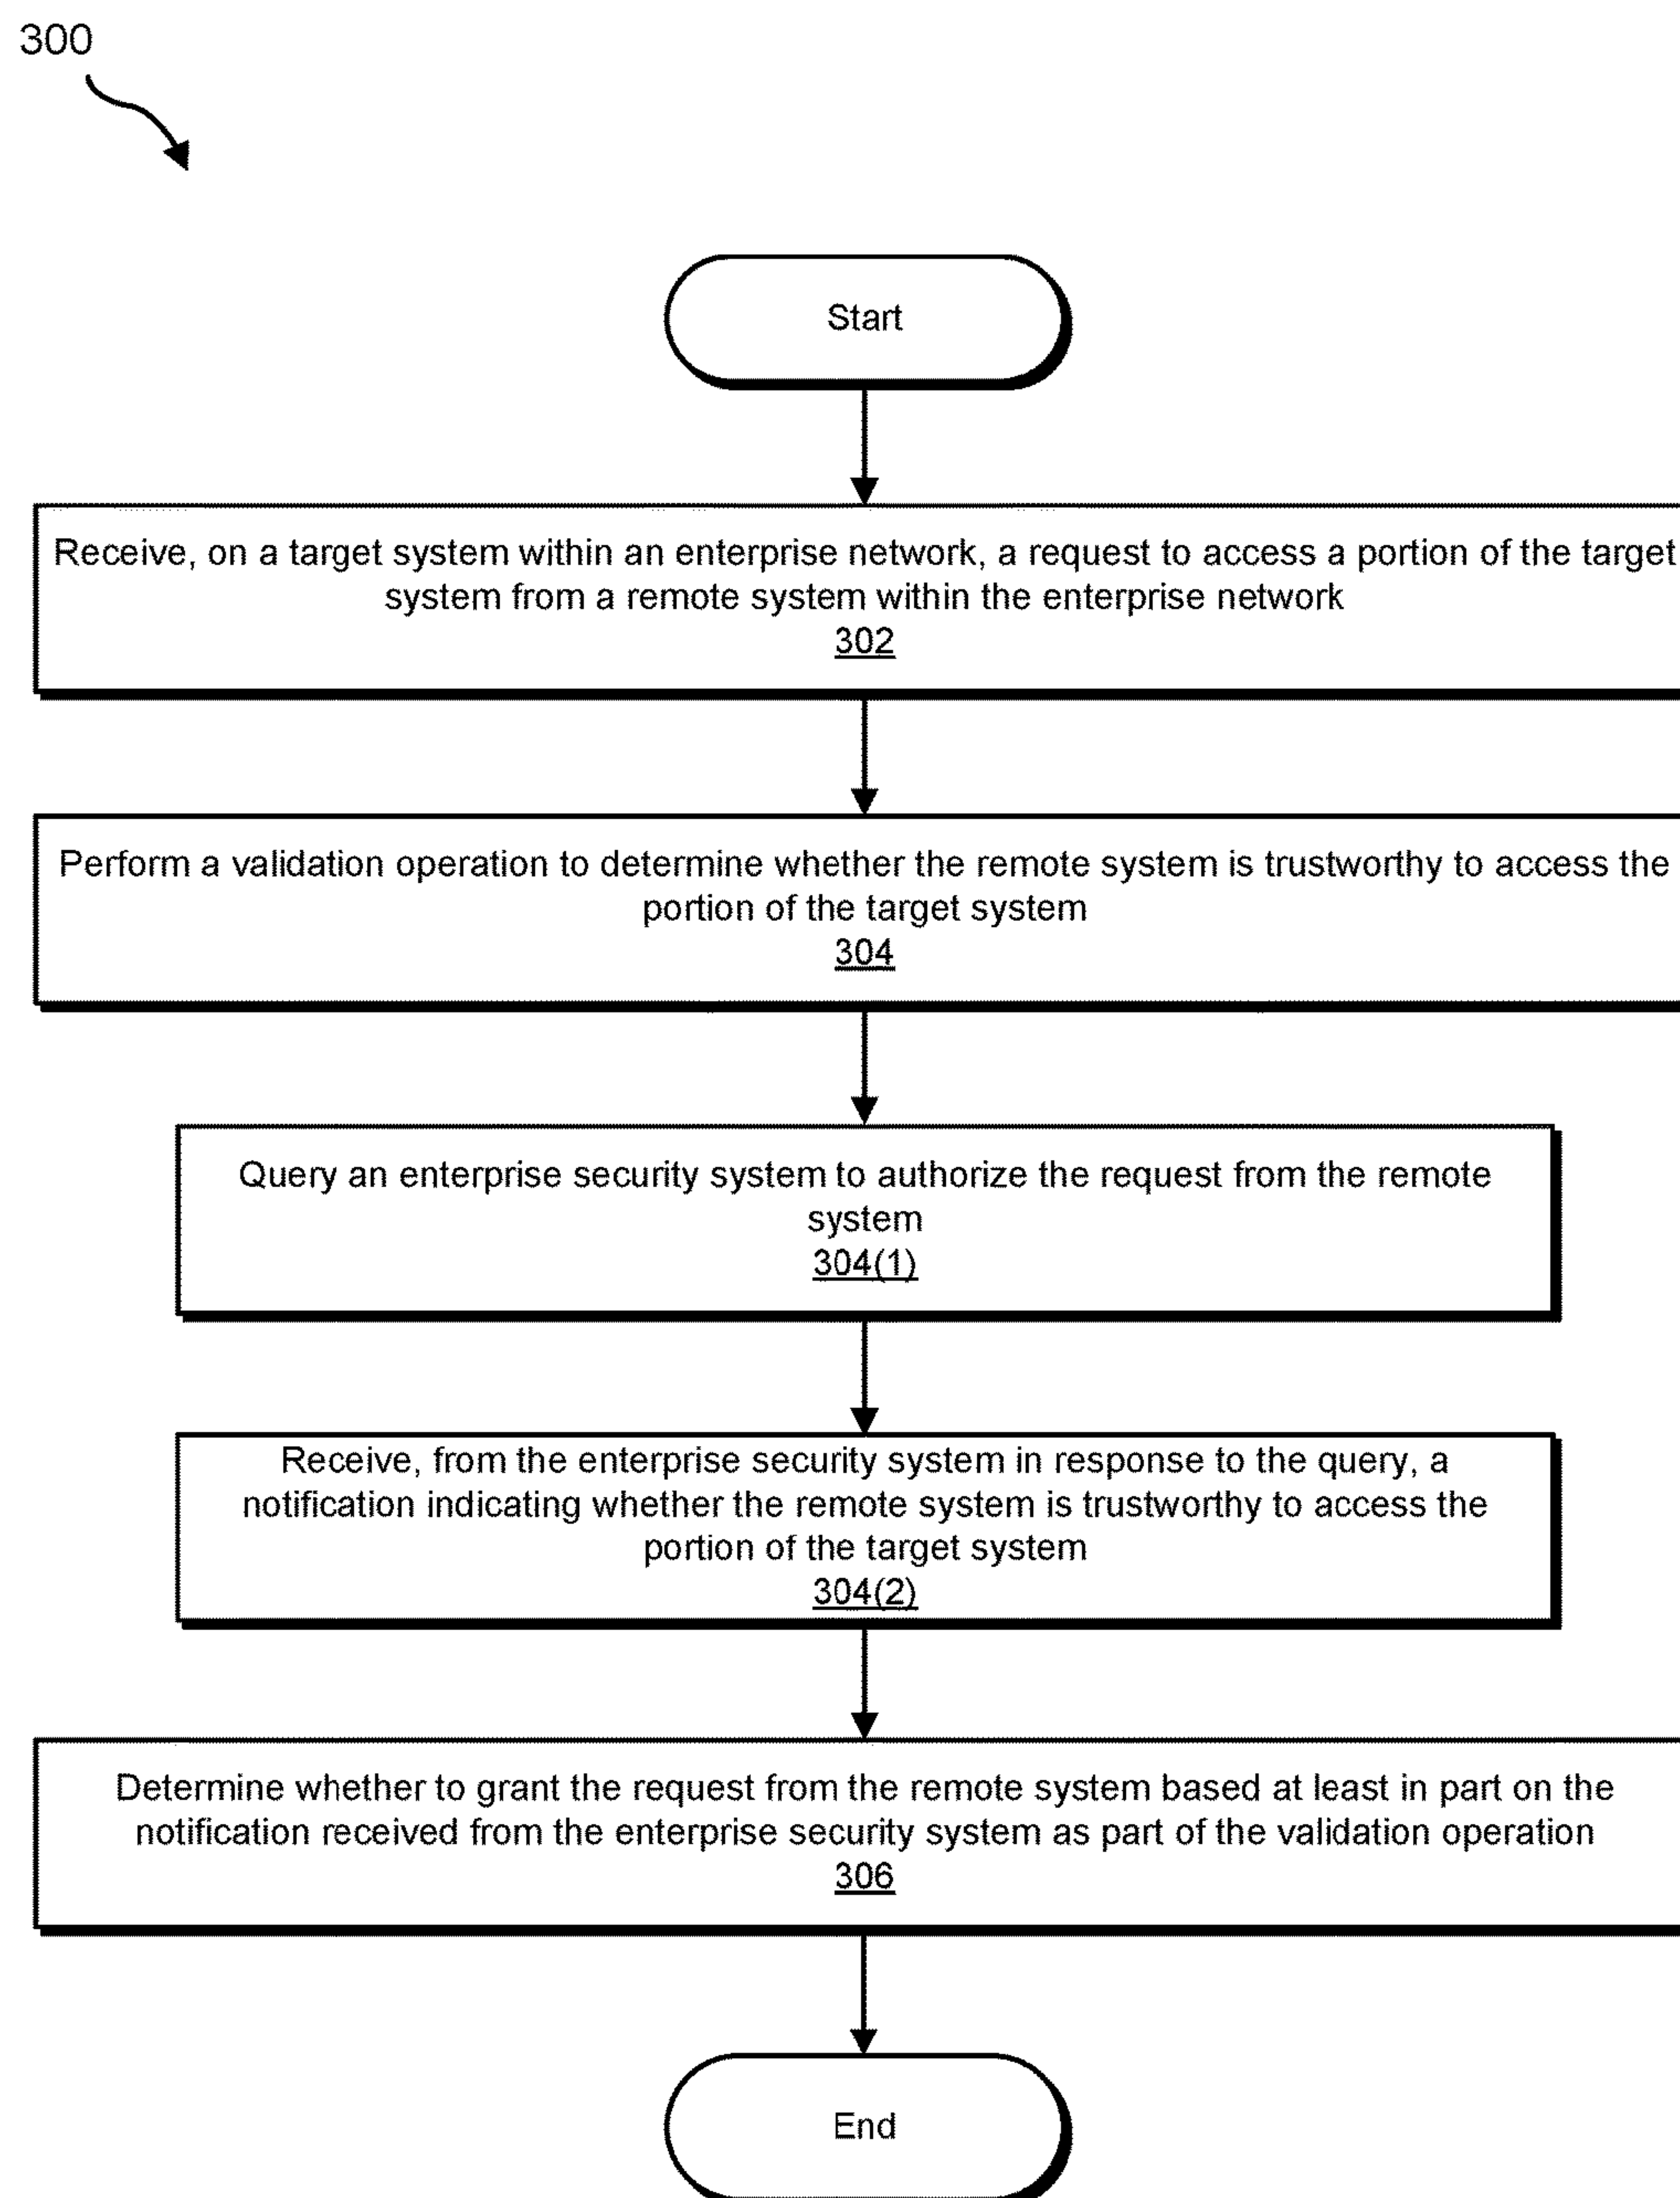 300
Start
Receive, on a target system within an enterprise network, a request to access a portion of the target
system from a remote system within the enterprise network
302
Perform a validation operation to determine whether the remote system is trustworthy to access the
portion of the target system
304
Query an enterprise security system to authorize the request from the remote
system
304(1)
Receive, from the enterprise security system in response to the query, a
notification indicating whether the remote system is trustworthy to access the
portion of the target system
304(2)
Determine whether to grant the request from the remote system based at least in part on the
notification received from the enterprise security system as part of the validation operation
306
End